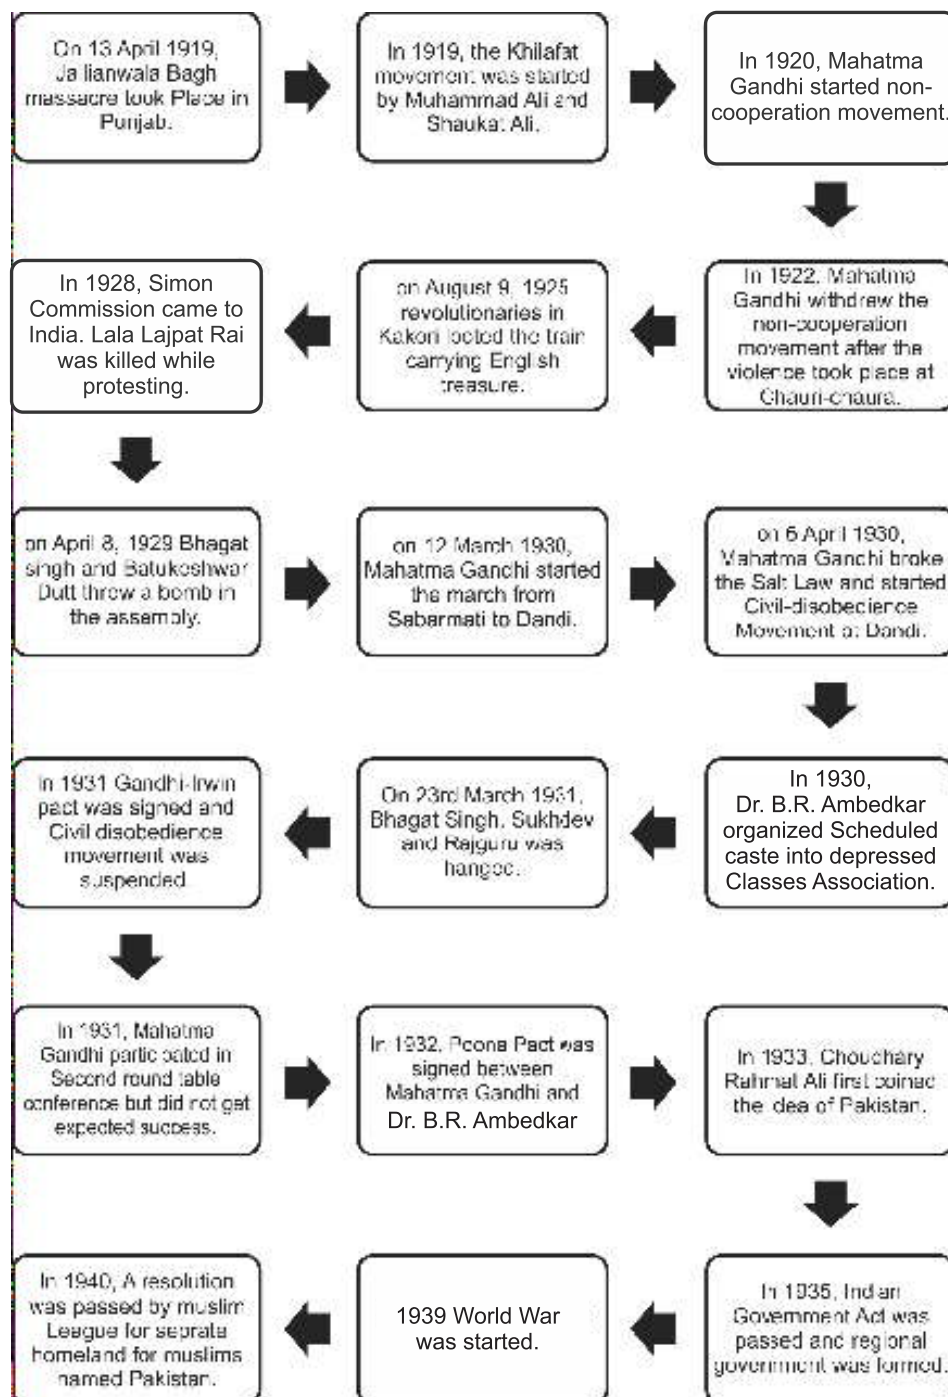 On 13 April 1919,
Jallianwala Bagh
massacre took Place in
Punjab.
In 1919, the Khilafat
movement was started
by Muhammad Ali and
Shaukat Ali.
In 1920, Mahatma
Gandhi started non-
cooperation movement.
In 1922, Mahatma
Gandhi withdrew the
non-cooperation
movement after the
violence took place at
Chauri-chaura.
on August 9, 1925
revolutionaries in
Kakori looted the train
carrying English
treasure.
In 1928, Simon
Commission came to
India. Lala Lajpat Rai
was killed while
protesting.
on April 8, 1929 Bhagat
singh and Batukeshwar
Dutt threw a bomb in
the assembly.
on 12 March 1930,
Mahatma Gandhi started
the march from
Sabarmati to Dandi.
on 6 April 1930,
Mahatma Gandhi broke
the Salt Law and started
Civil-disobedience
Movement at Dandi.
In 1930,
Dr. B.R. Ambedkar
organized Scheduled
caste into depressed
Classes Association.
On 23rd March 1931,
Bhagat Singh, Sukhdev
and Rajguru was
hanged.
In 1931 Gandhi-Irwin
pact was signed and
Civil disobedience
movement was
suspended.
In 1931, Mahatma
Gandhi participated in
Second round table
conference but did not get
expected success.
In 1932, Poona Pact was
signed between
Mahatma Gandhi and
Dr. B.R. Ambedkar
In 1933, Choudhary
Rahmat Ali first coined
the idea of Pakistan.
In 1935, Indian
Government Act was
passed and regional
government was formed.
1939 World War
was started.
In 1940, A resolution
was passed by muslim
League for seprate
homeland for muslims
named Pakistan.